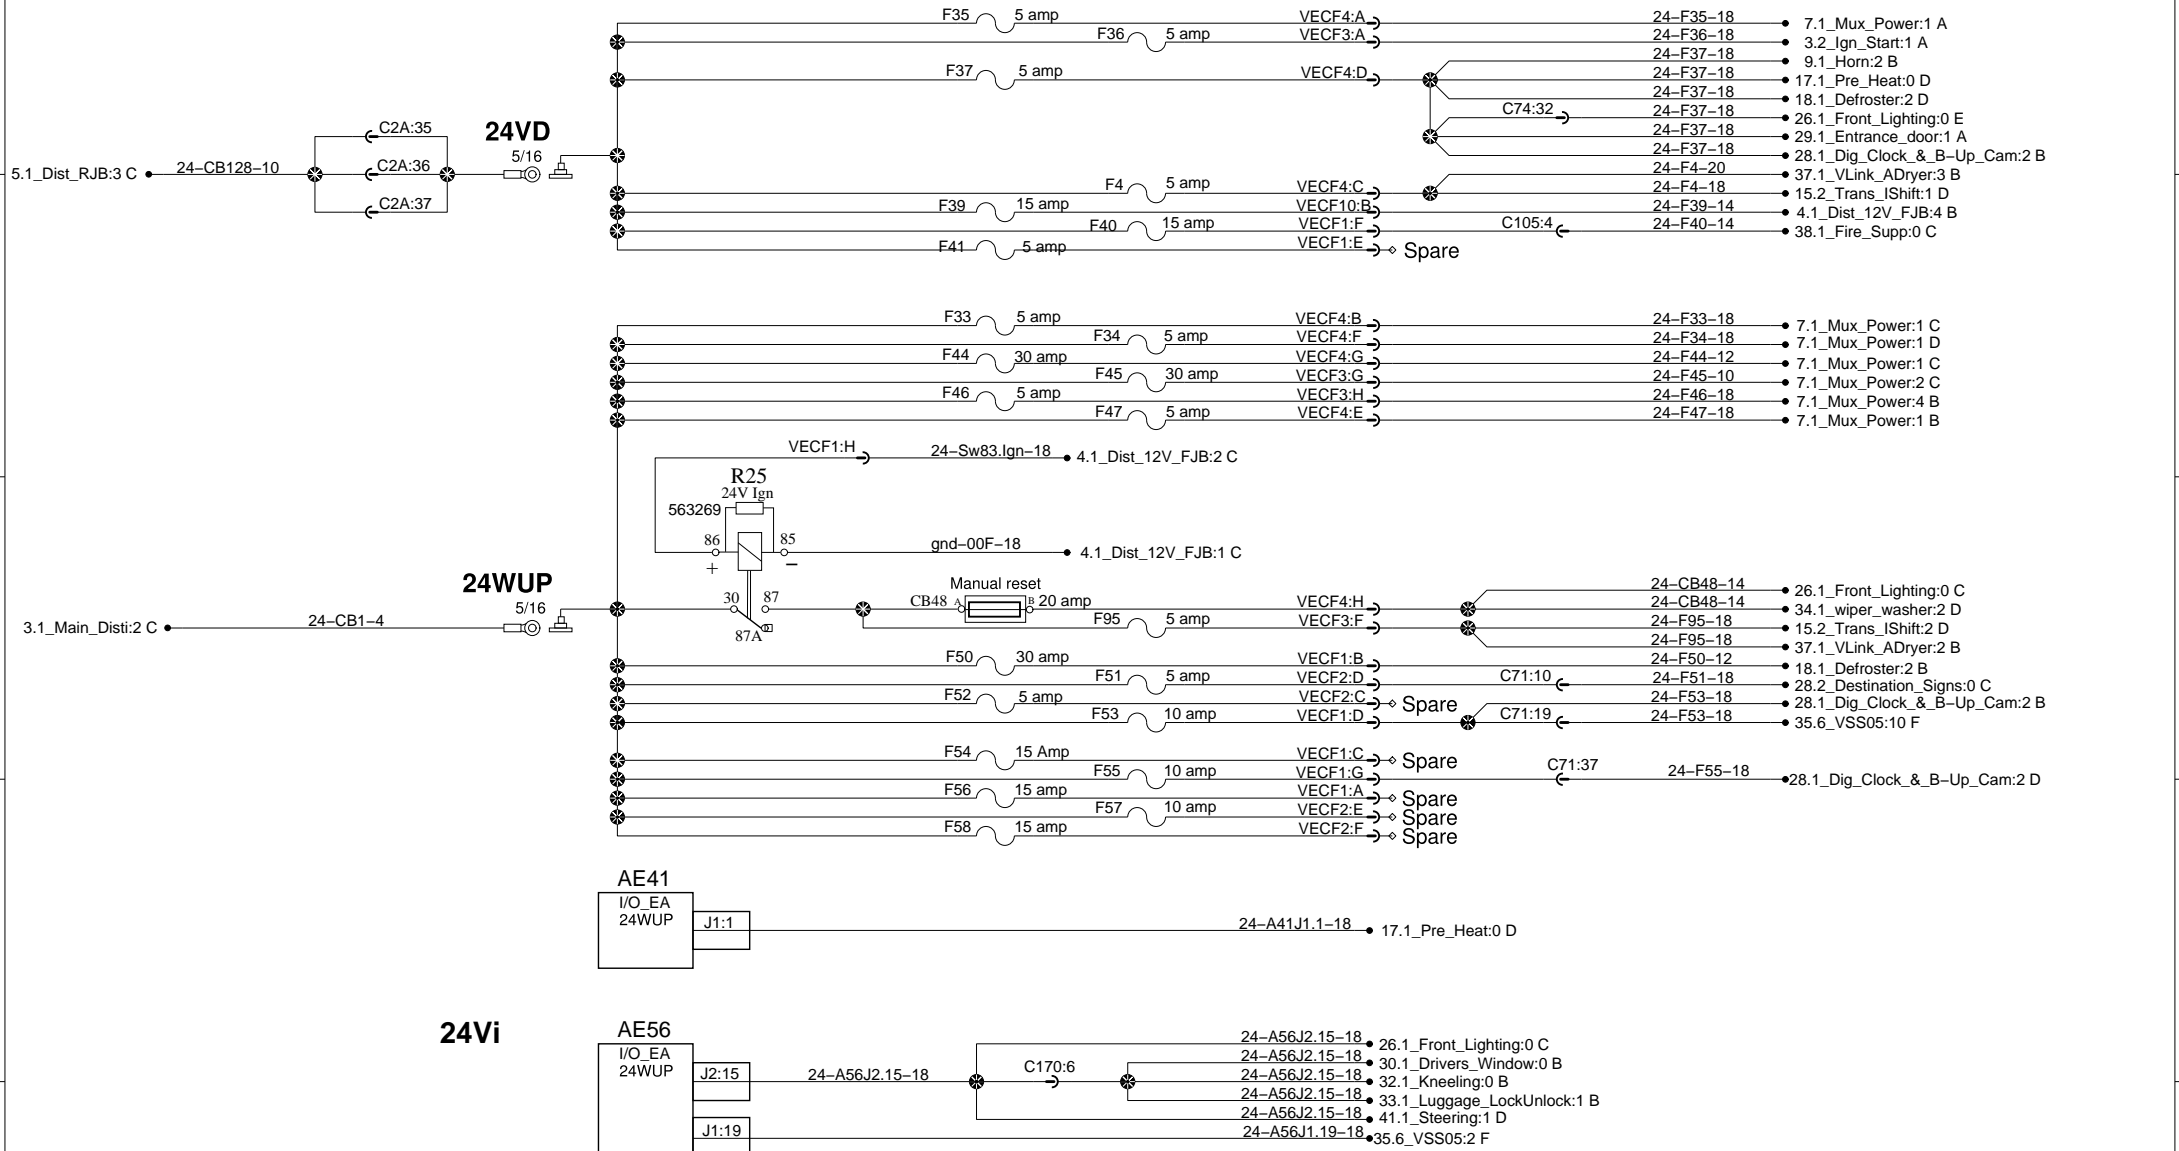 F35 5 amp VECF4:A 24–F35–18 7.1_Mux_Power:1 A
F36 5 amp VECF3:A 24–F36–18 3.2_Ign_Start:1 A
24–F37–18 9.1_Horn:2 B
F37 5 amp VECF4:D 24–F37–18 17.1_Pre_Heat:0 D
24–F37–18 18.1_Defroster:2 D
C74:32 24–F37–18 26.1_Front_Lighting:0 E
C2A:35 24VD 24–F37–18 29.1_Entrance_door:1 A
5/16 24–F37–18 28.1_Dig_Clock_&_B–Up_Cam:2 B
5.1_Dist_RJB:3 C 24–CB128–10 C2A:36 24–F4–20 37.1_VLink_ADryer:3 B
F4 5 amp VECF4:C 24–F4–18 15.2_Trans_IShift:1 D
C2A:37 F39 15 amp VECF10:B 24–F39–14 4.1_Dist_12V_FJB:4 B
F40 15 amp VECF1:F C105:4 24–F40–14 38.1_Fire_Supp:0 C
F41 5 amp VECF1:E Spare
F33 5 amp VECF4:B 24–F33–18 7.1_Mux_Power:1 C
F34 5 amp VECF4:F 24–F34–18 7.1_Mux_Power:1 D
F44 30 amp VECF4:G 24–F44–12 7.1_Mux_Power:1 C
F45 30 amp VECF3:G 24–F45–10 7.1_Mux_Power:2 C
F46 5 amp VECF3:H 24–F46–18 7.1_Mux_Power:4 B
F47 5 amp VECF4:E 24–F47–18 7.1_Mux_Power:1 B
VECF1:H 24–Sw83.Ign–18 4.1_Dist_12V_FJB:2 C
R25
24V Ign
563269
86 85 gnd–00F–18 4.1_Dist_12V_FJB:1 C
+ –
24WUP Manual reset 24–CB48–14 26.1_Front_Lighting:0 C
5/16 30 87 CB48 A B 20 amp VECF4:H 24–CB48–14 34.1_wiper_washer:2 D
3.1_Main_Disti:2 C 24–CB1–4 87A F95 5 amp VECF3:F 24–F95–18 15.2_Trans_IShift:2 D
24–F95–18 37.1_VLink_ADryer:2 B
F50 30 amp VECF1:B 24–F50–12 18.1_Defroster:2 B
F51 5 amp VECF2:D C71:10 24–F51–18 28.2_Destination_Signs:0 C
F52 5 amp VECF2:C Spare 24–F53–18 28.1_Dig_Clock_&_B–Up_Cam:2 B
F53 10 amp VECF1:D C71:19 24–F53–18 35.6_VSS05:10 F
F54 15 Amp VECF1:C Spare
F55 10 amp VECF1:G C71:37 24–F55–18 28.1_Dig_Clock_&_B–Up_Cam:2 D
F56 15 amp VECF1:A Spare
F57 10 amp VECF2:E Spare
F58 15 amp VECF2:F Spare
AE41
I/O_EA
24WUP
J1:1 24–A41J1.1–18 17.1_Pre_Heat:0 D
24Vi AE56
I/O_EA
24WUP
24–A56J2.15–18 26.1_Front_Lighting:0 C
24–A56J2.15–18 30.1_Drivers_Window:0 B
J2:15 24–A56J2.15–18 C170:6 24–A56J2.15–18 32.1_Kneeling:0 B
24–A56J2.15–18 33.1_Luggage_LockUnlock:1 B
24–A56J2.15–18 41.1_Steering:1 D
J1:19 24–A56J1.19–18 35.6_VSS05:2 F